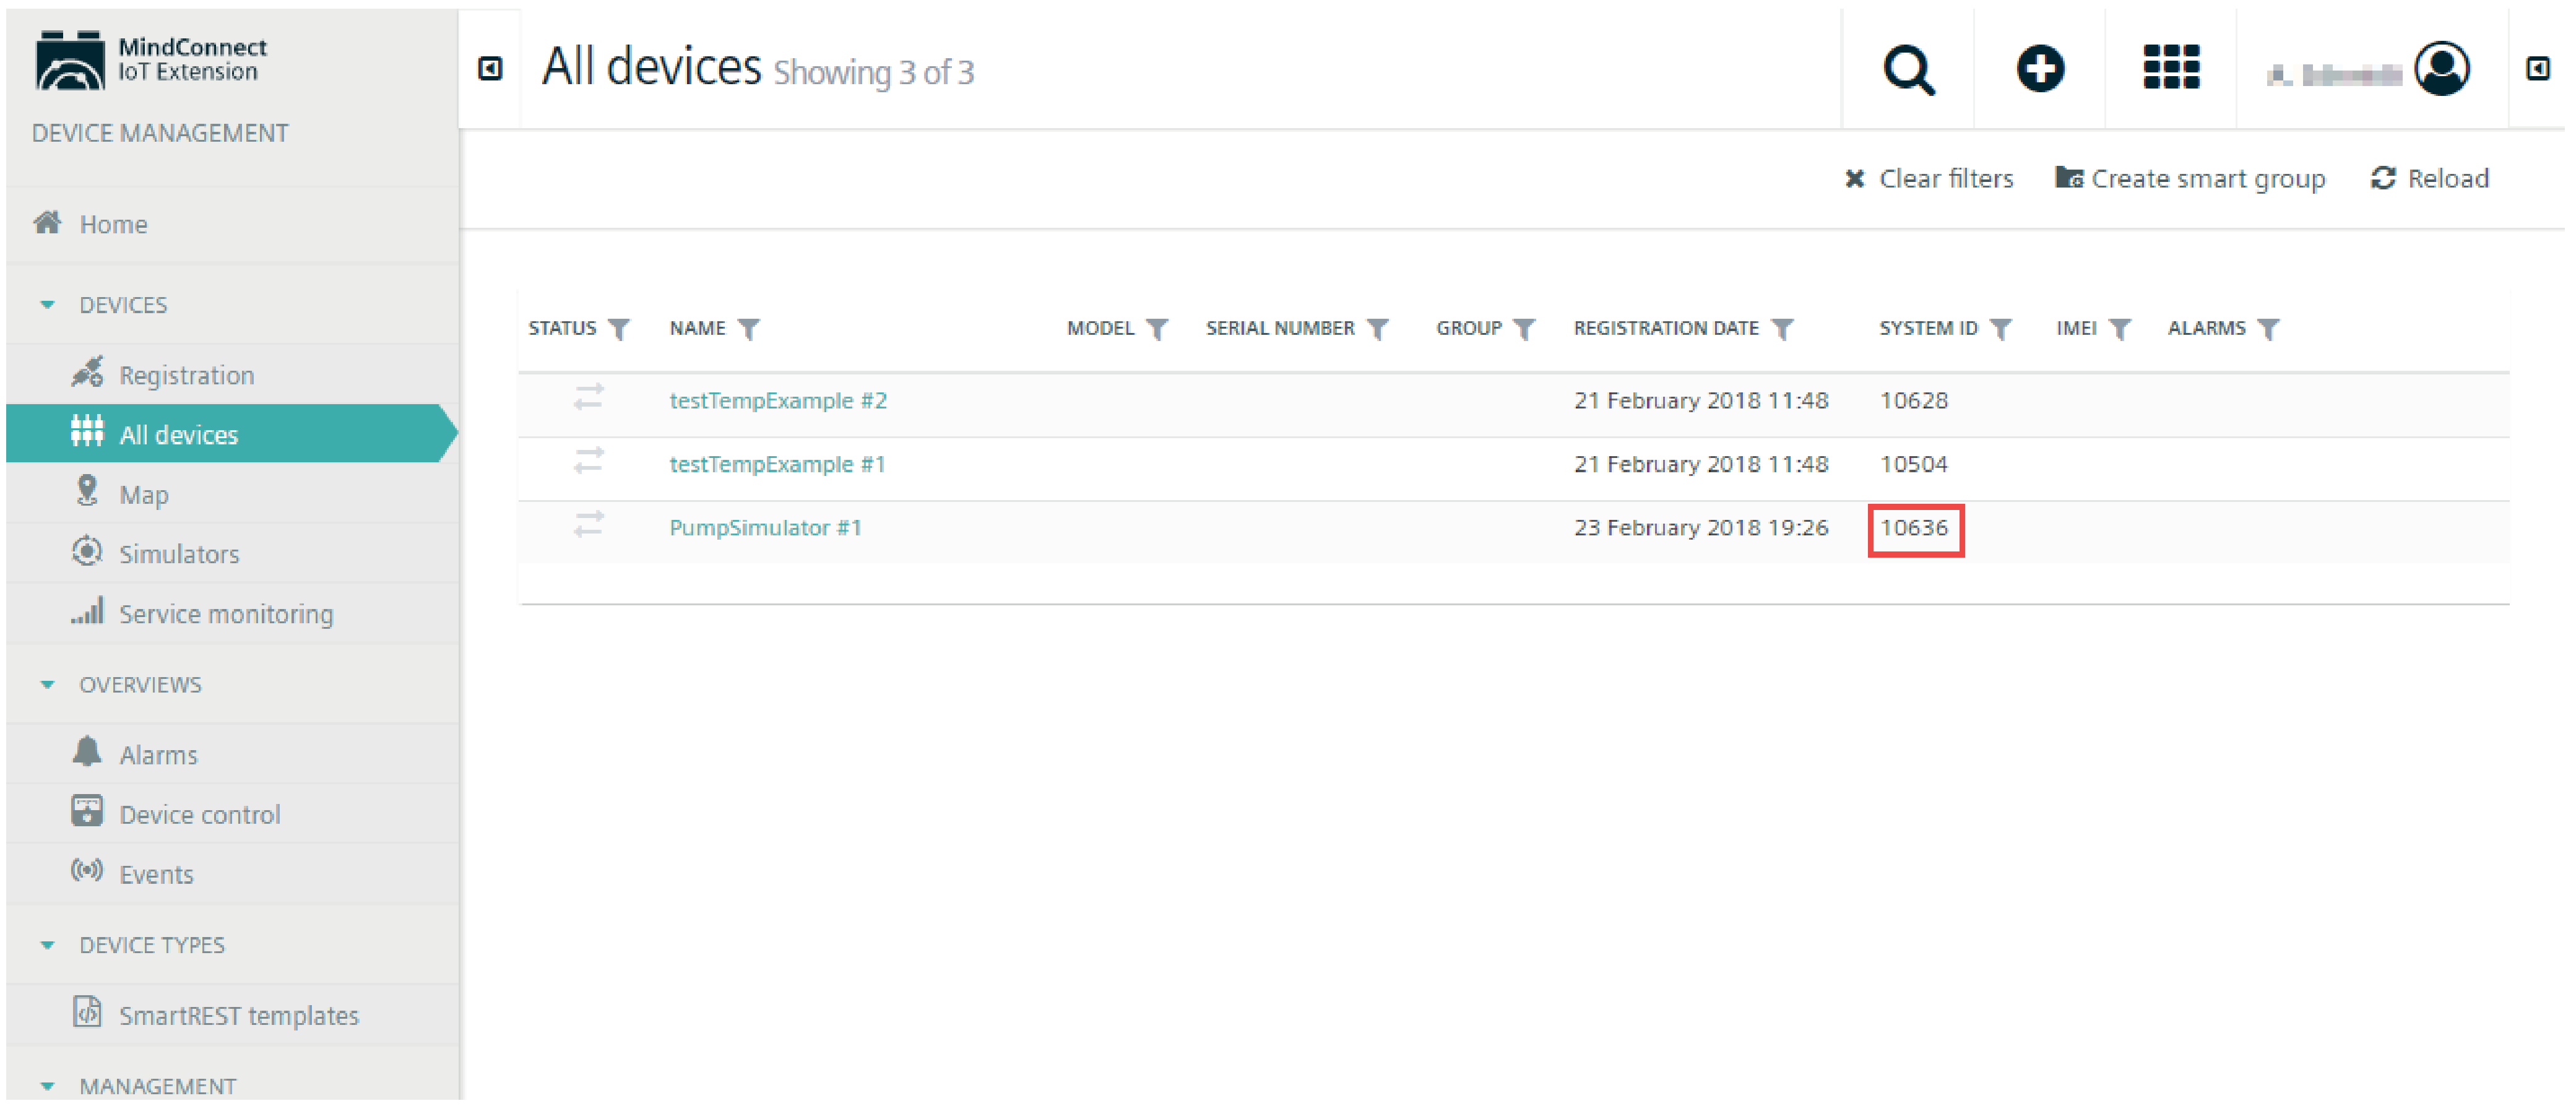 MindConnect
IoT Extension
DEVICE MANAGEMENT
Home
DEVICES
Registration
All devices
Map
Simulators
Service monitoring
OVERVIEWS
Alarms
Device control
Events
DEVICE TYPES
SmartREST templates
MANAGEMENT
All devices Showing 3 of 3
Clear filters Create smart group Reload
STATUS NAME MODEL SERIAL NUMBER GROUP REGISTRATION DATE SYSTEM ID IMEI ALARMS
testTempExample #2 21 February 2018 11:48 10628
testTempExample #1 21 February 2018 11:48 10504
PumpSimulator #1 23 February 2018 19:26 10636